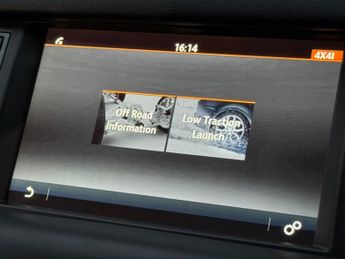 16:14
4X4I
Off Road
Information
Low Traction
Launch